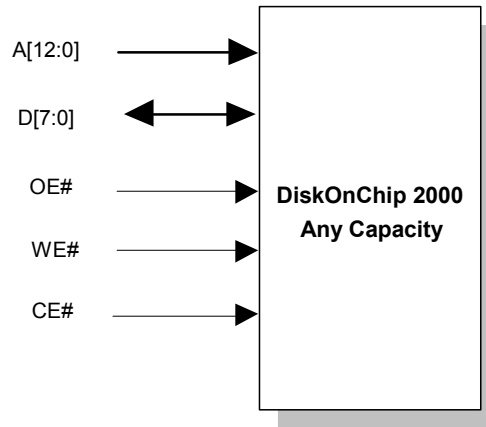 A[12:0]
D[7:0]
OE#
WE#
CE#
DiskOnChip 2000
Any Capacity